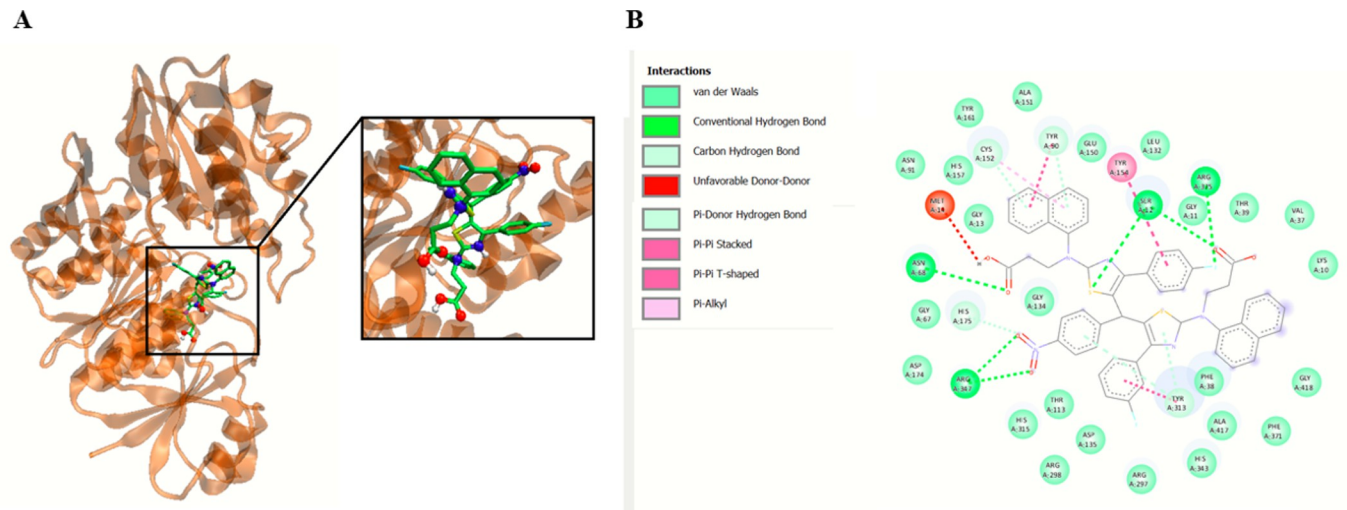 A
B
Interactions
van der Waals
Conventional Hydrogen Bond
Carbon Hydrogen Bond
Unfavorable Donor-Donor
Pi-Donor Hydrogen Bond
Pi-Pi Stacked
Pi-Pi T-shaped
Pi-Alkyl
ALA
A:151
TYR
A:161
TYR
CYS
A:152
GLU
A:150
LEU
A:132
TYR
ASN
A:91
HIS
A:157
ARG
GLY
A:11
THR
A:39
VAL
A:37
GLY
A:13
LYS
A:10
ASN
A:68
GLY
A:134
GLY
A:67
HIS
A:175
ASP
A:174
ARG
PHE
A:38
GLY
A:418
TYR
A:313
THR
A:113
HIS
A:315
ASP
A:135
ALA
A:417
PHE
A:371
HIS
A:343
ARG
A:298
ARG
A:297